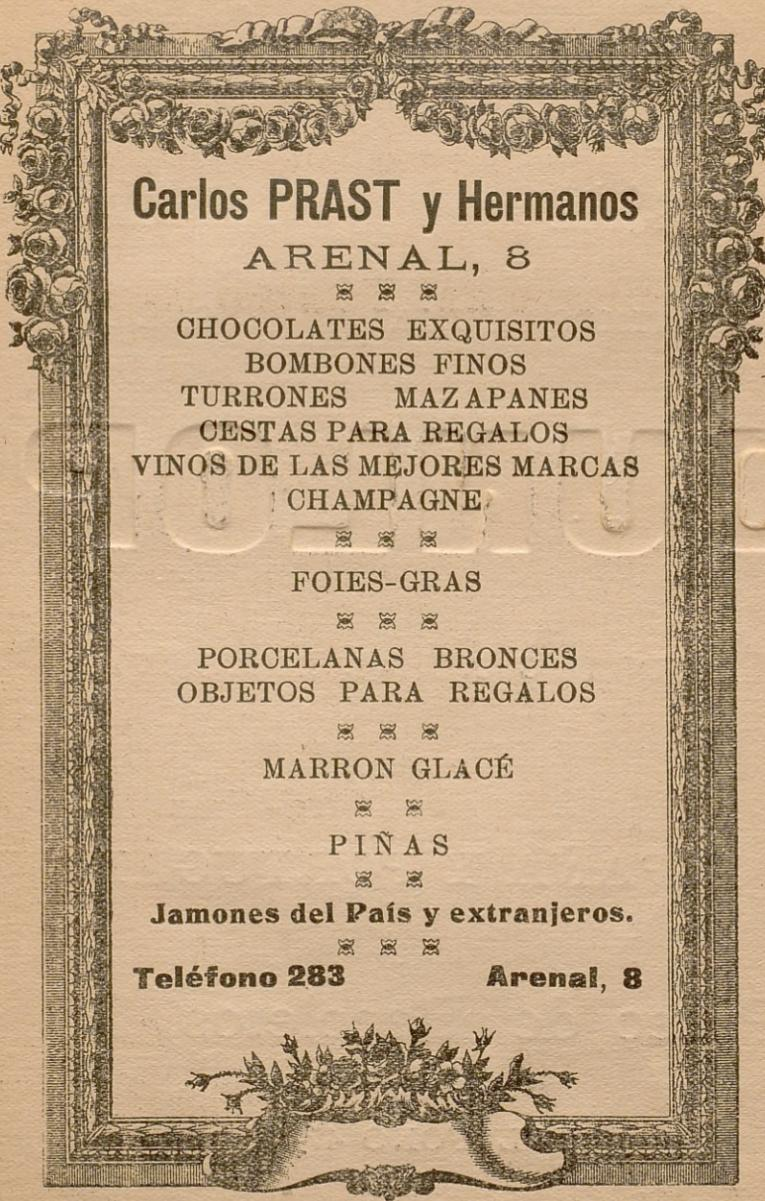 Carlos PRAST y Hermanos
ARENAL, 8
CHOCOLATES EXQUISITOS
BOMBONES FINOS
TURRONES MAZAPANES
CESTAS PARA REGALOS
VINOS DE LAS MEJORES MARCAS
CHAMPAGNE
FOIES-GRAS
PORCELANAS BRONCES
OBJETOS PARA REGALOS
MARRON GLACÉ
PIÑAS
Jamones del País y extranjeros.
Teléfono 283 Arenal, 8